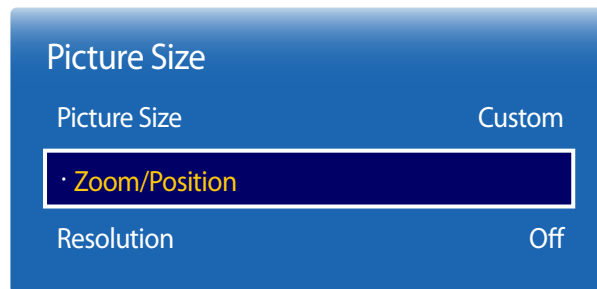 Picture Size
Picture Size Custom
· Zoom/Position
Resolution Off